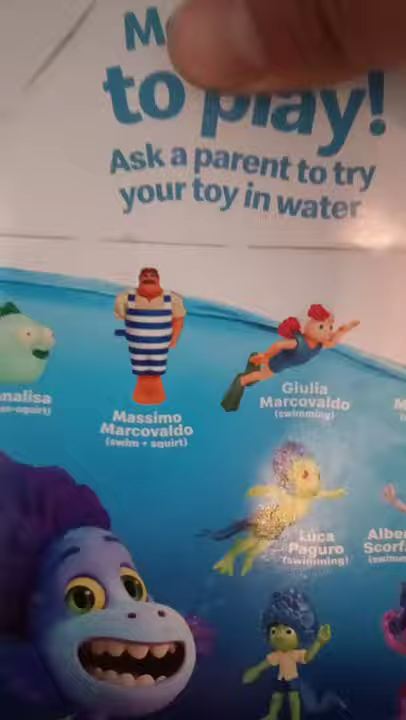 to play!
Ask a parent to try
your toy in water
Giulia
Marcovaldo
(swimming)
Massimo
Marcovaldo
(swim + squirt)
Luca
Paguro
(swimming)